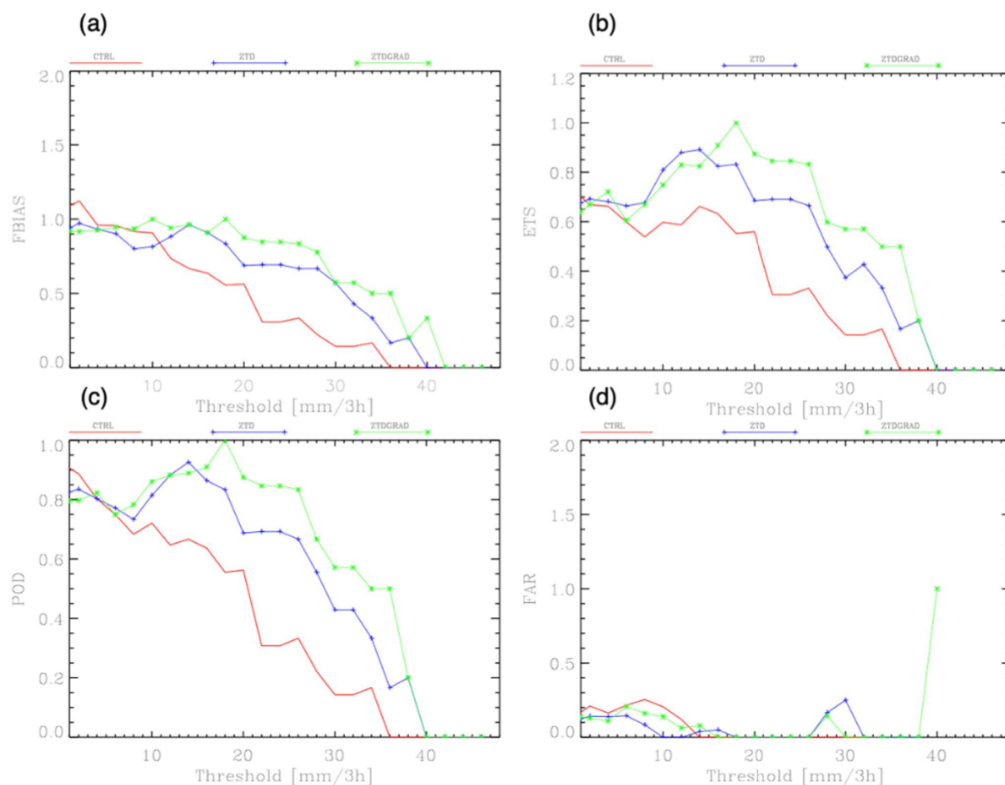 (a)
CTRL ZTD ZTDGRAD
2.0
1.5
1.0
0.5
0.0
FBIAS
10 20 30 40
Threshold [mm/3h]
(b)
CTRL ZTD ZTDGRAD
1.2
1.0
0.8
0.6
0.4
0.2
0.0
ETS
10 20 30 40
Threshold [mm/3h]
(c)
CTRL ZTD ZTDGRAD
1.0
0.8
0.6
0.4
0.2
0.0
POD
10 20 30 40
Threshold [mm/3h]
(d)
CTRL ZTD ZTDGRAD
2.0
1.5
1.0
0.5
0.0
FAR
10 20 30 40
Threshold [mm/3h]